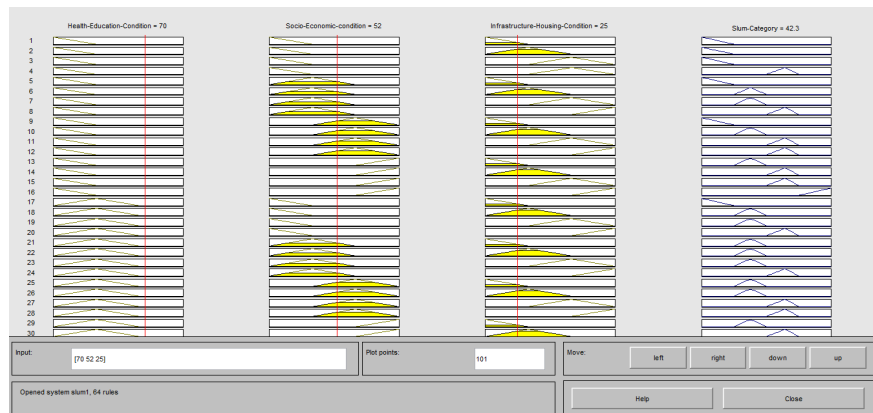 Health-Education-Condition = 70
Socio-Economic-condition = 52
Infrastructure-Housing-Condition = 25
Slum-Category = 42.3
1
2
3
4
5
6
7
8
9
10
11
12
13
14
15
16
17
18
19
20
21
22
23
24
25
26
27
28
29
30
Input:
[70 52 25]
Plot points:
101
Move:
left
right
down
up
Opened system slum1, 64 rules
Help
Close